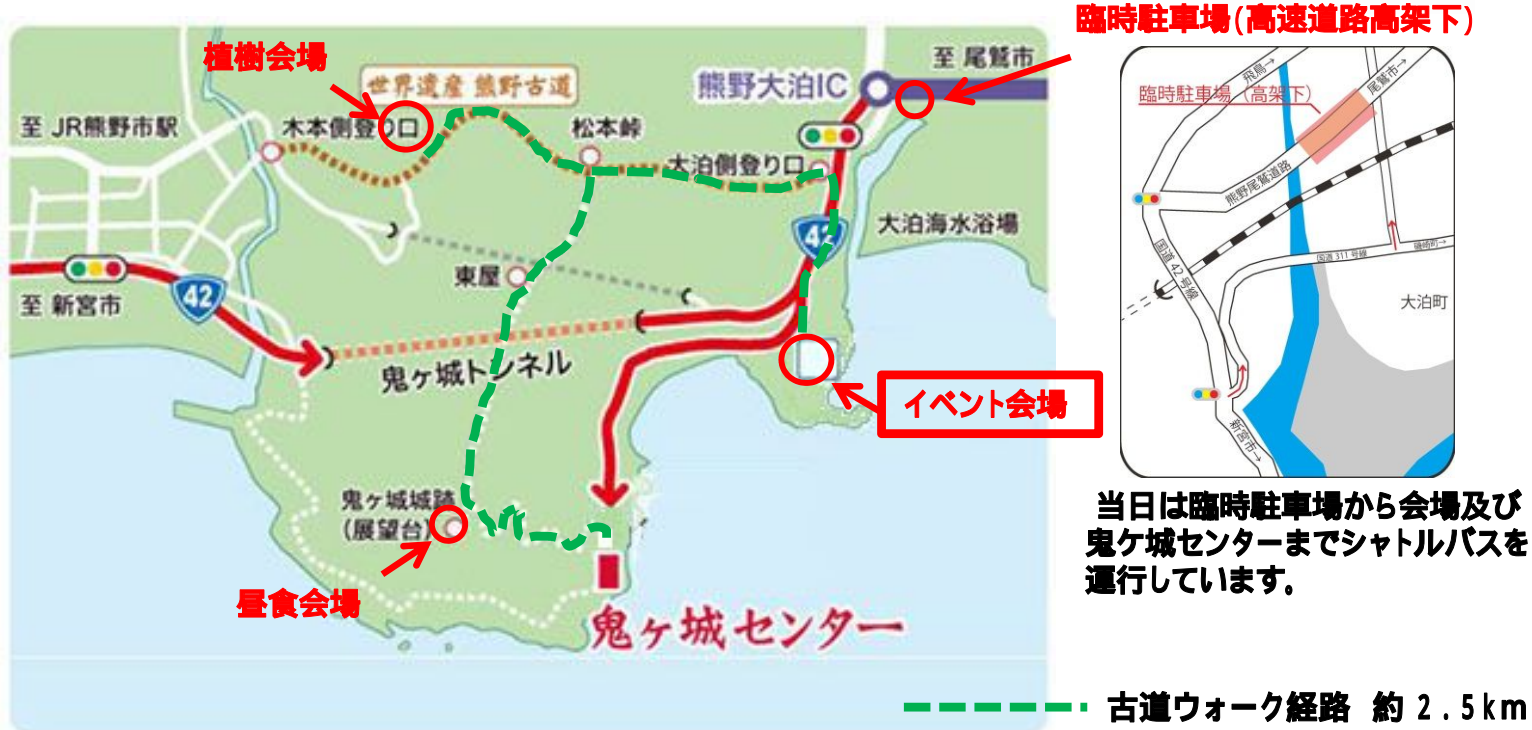 臨時駐車場(高速道路高架下)
植樹会場
世界遺産 熊野古道
熊野大泊IC
至 尾鷲市
至 JR熊野市駅
木本側登り口
松本峠
大泊側登り口
42
大泊海水浴場
東屋
至 新宮市
42
鬼ヶ城トンネル
イベント会場
鬼ヶ城城跡
(展望台)
昼食会場
鬼ヶ城センター
飛鳥→
尾鷲市→
臨時駐車場(高架下)
熊野尾鷲道路
国道42号線
国道311号線
磯崎町→
大泊町
新宮市→
当日は臨時駐車場から会場及び
鬼ケ城センターまでシャトルバスを
運行しています。
古道ウォーク経路 約2.5km